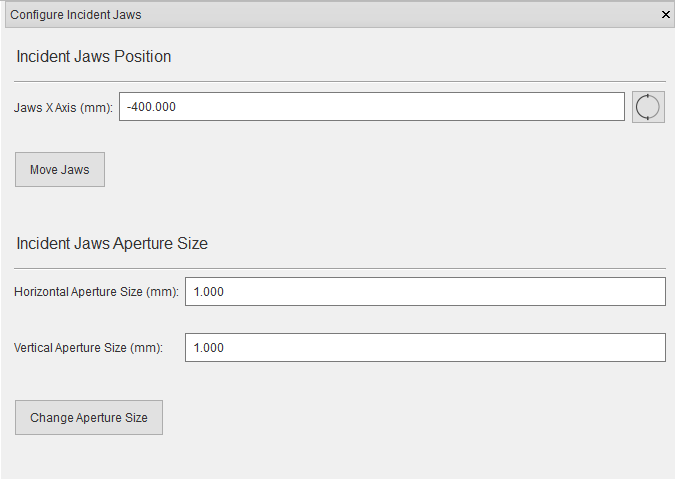 Configure Incident Jaws
Incident Jaws Position
Jaws X Axis (mm): -400.000
Move Jaws
Incident Jaws Aperture Size
Horizontal Aperture Size (mm): 1.000
Vertical Aperture Size (mm): 1.000
Change Aperture Size